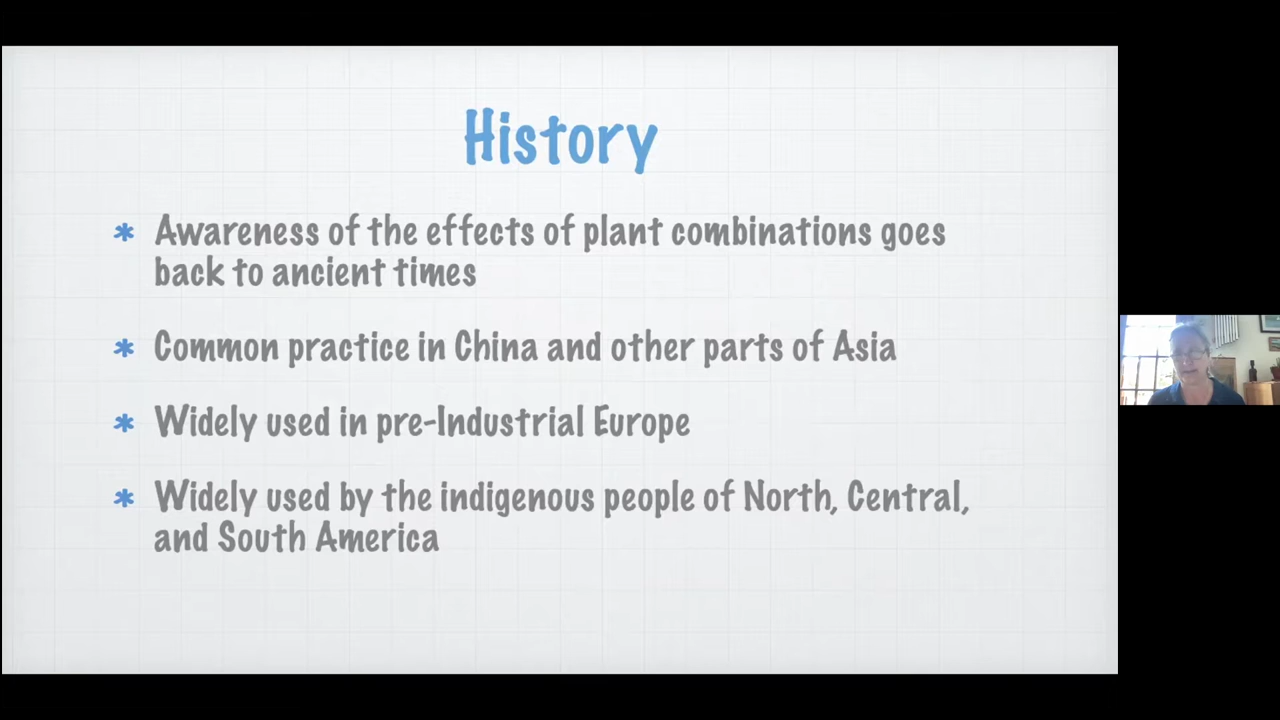 History
* Awareness of the effects of plant combinations goes
back to ancient times
* Common practice in China and other parts of Asia
* Widely used in pre-Industrial Europe
* Widely used by the indigenous people of North, Central,
and South America